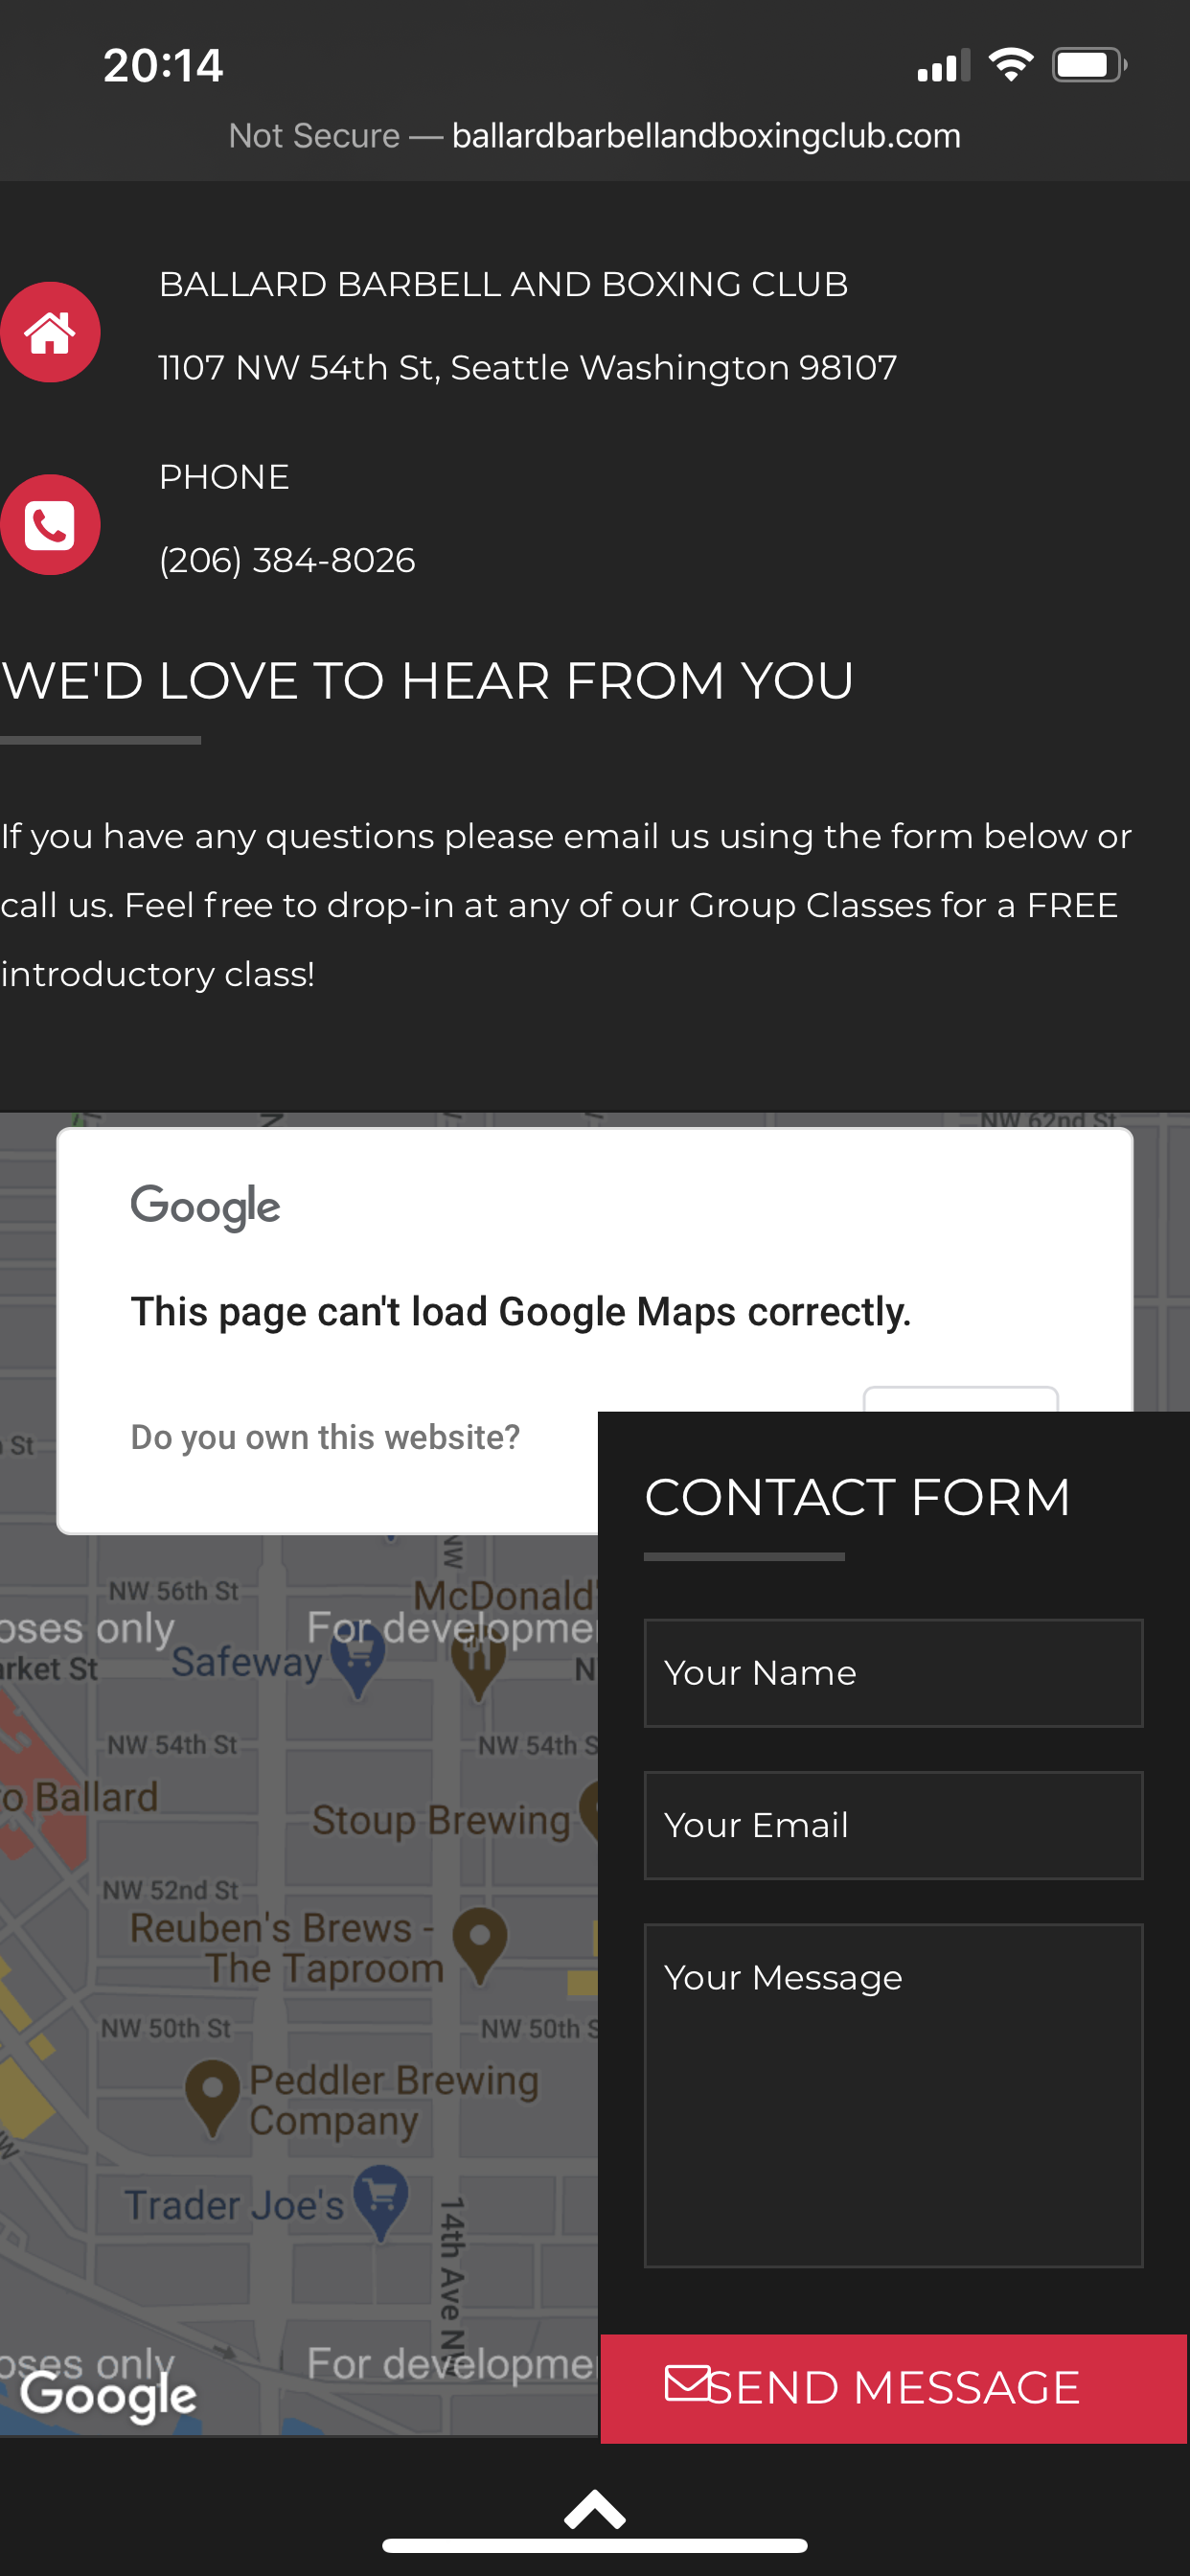 20:14
Not Secure — ballardbarbellandboxingclub.com
BALLARD BARBELL AND BOXING CLUB
1107 NW 54th St, Seattle Washington 98107
PHONE
(206) 384-8026
WE'D LOVE TO HEAR FROM YOU
If you have any questions please email us using the form below or
call us. Feel free to drop-in at any of our Group Classes for a FREE
introductory class!
NW 62nd St
Google
This page can't load Google Maps correctly.
Do you own this website?
St
CONTACT FORM
Your Name
Your Email
Your Message
SEND MESSAGE
NW
NW 56th St
McDonald'
oses only
For developme
rket St
Safeway
N
NW 54th St
NW 54th S
o Ballard
Stoup Brewing
NW 52nd St
Reuben's Brews -
The Taproom
NW 50th St
NW 50th S
Peddler Brewing
Company
Trader Joe's
14th Ave NW
oses only
For developme
Google